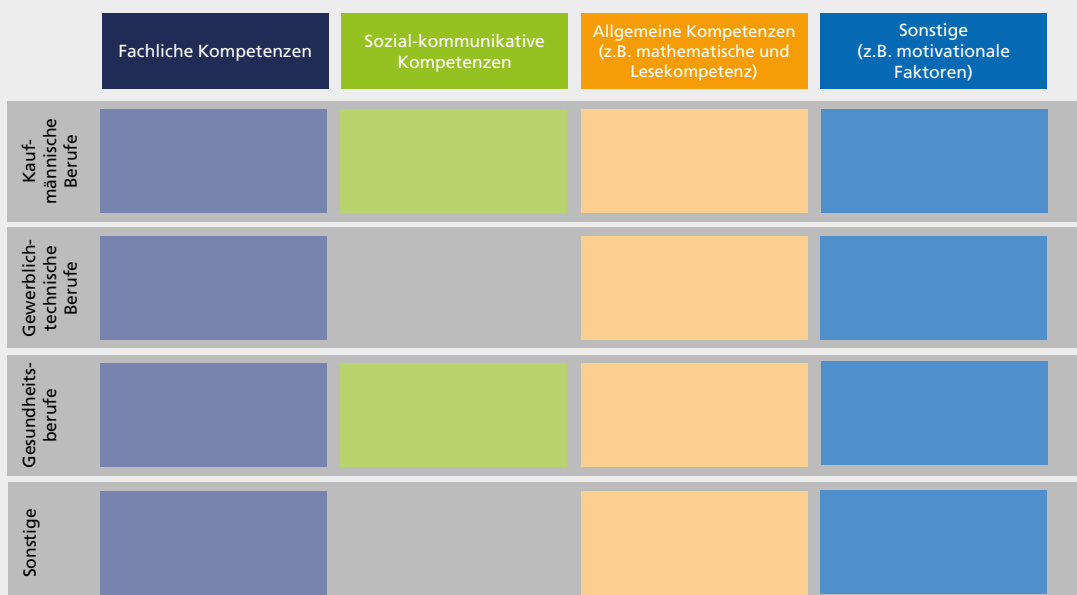 Fachliche Kompetenzen
Sozial-kommunikative
Kompetenzen
Allgemeine Kompetenzen
(z.B. mathematische und
Lesekompetenz)
Sonstige
(z.B. motivationale
Faktoren)
Kauf-
männische
Berufe
Gewerblich-
technische
Berufe
Gesundheits-
berufe
Sonstige